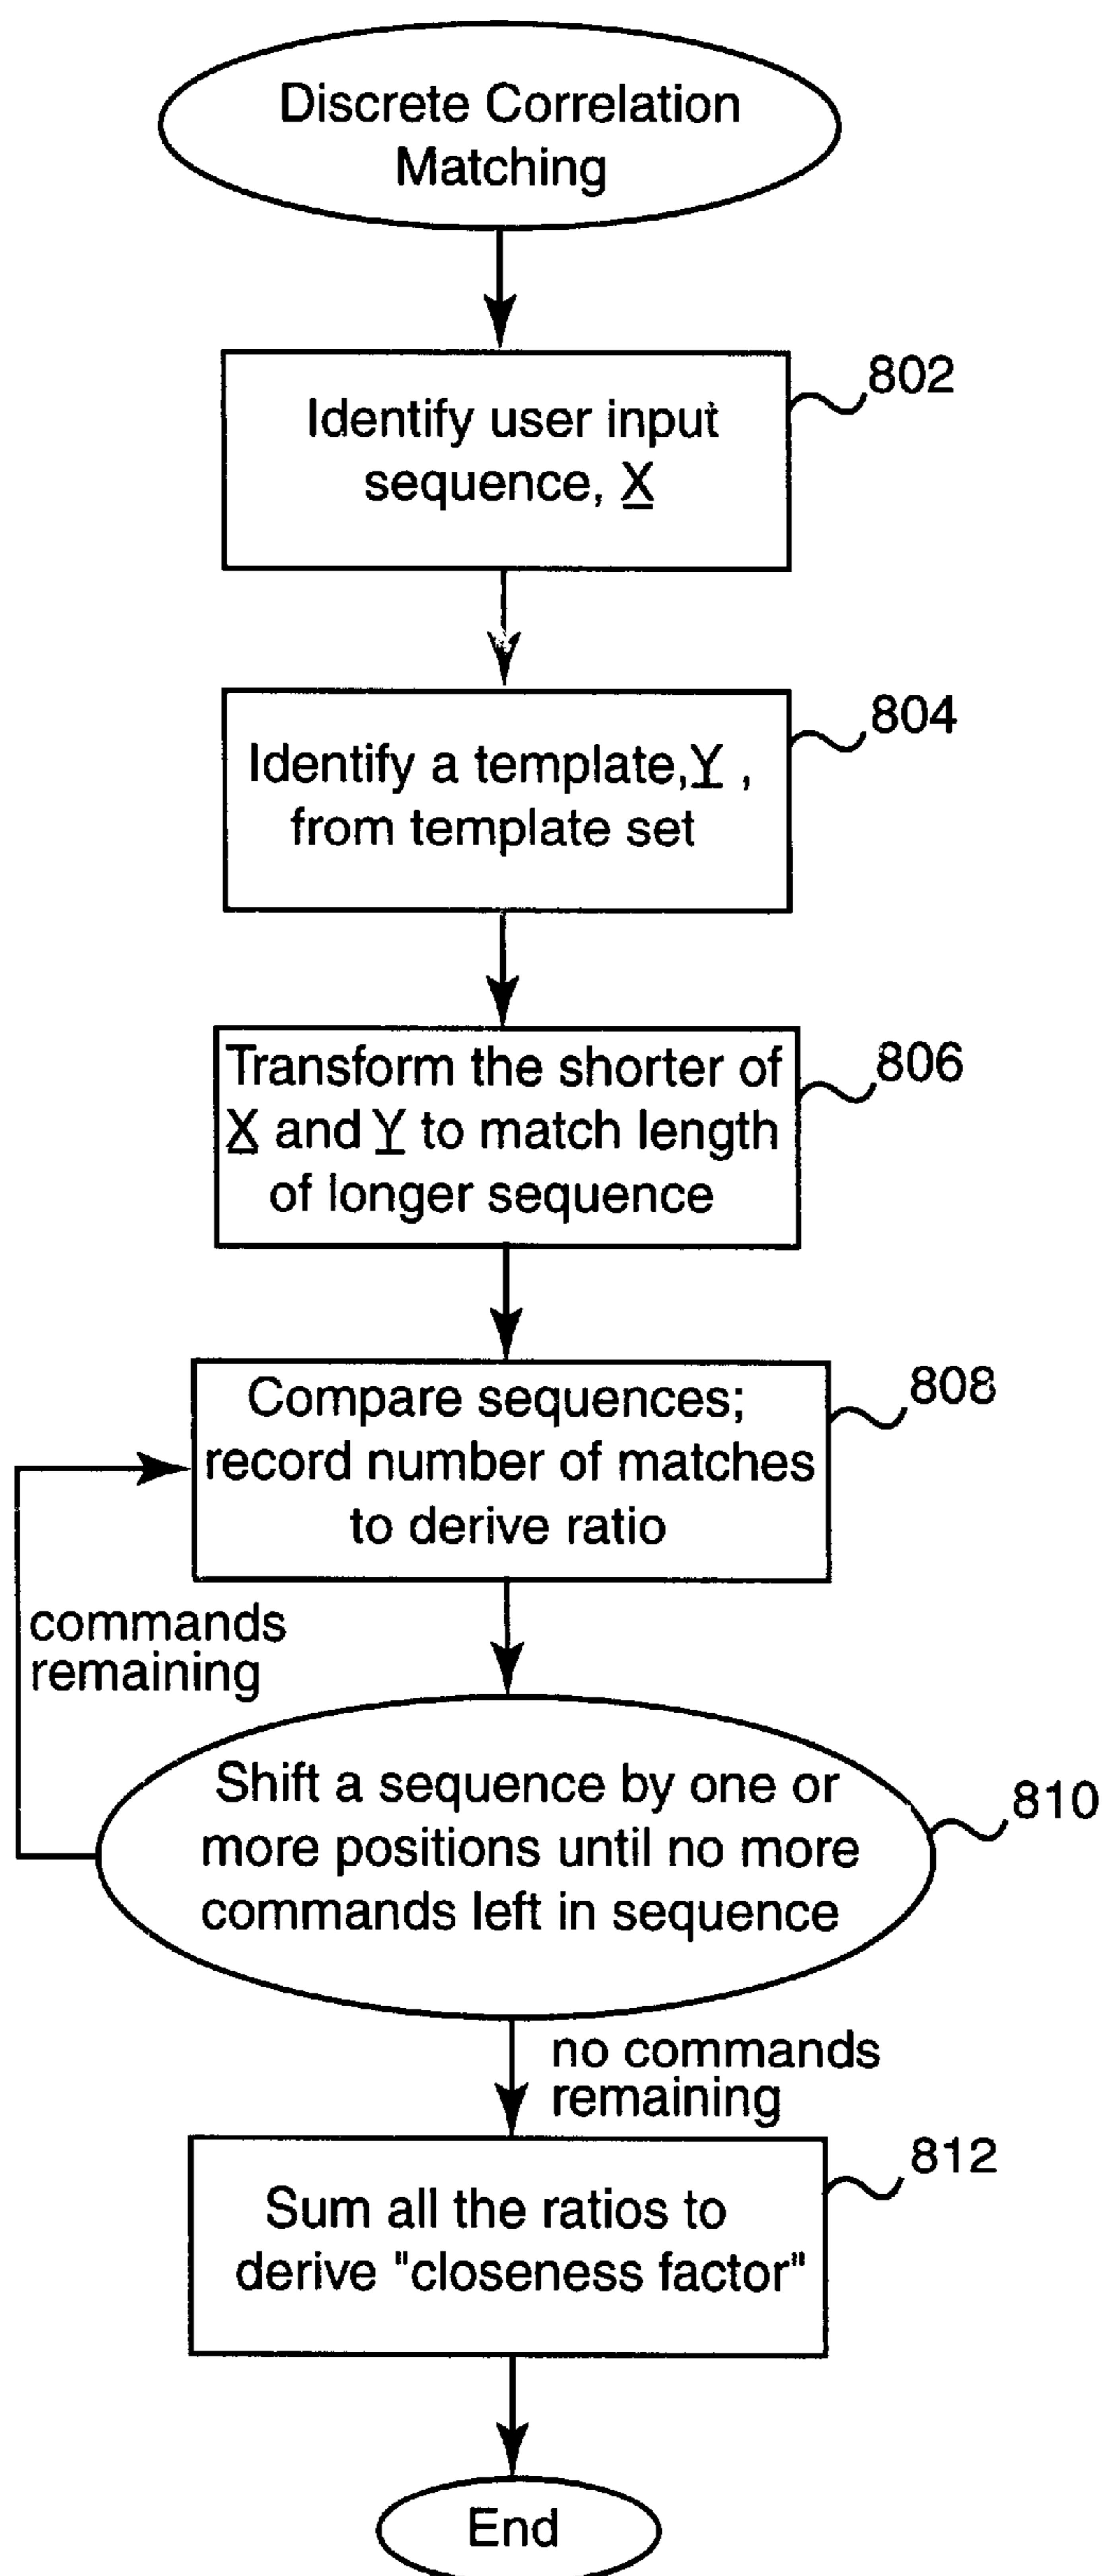 Discrete Correlation
Matching
802
Identify user input
sequence, X
804
Identify a template, Y ,
from template set
806
Transform the shorter of
X and Y to match length
of longer sequence
808
Compare sequences;
record number of matches
to derive ratio
commands
remaining
810
Shift a sequence by one or
more positions until no more
commands left in sequence
no commands
remaining
812
Sum all the ratios to
derive "closeness factor"
End